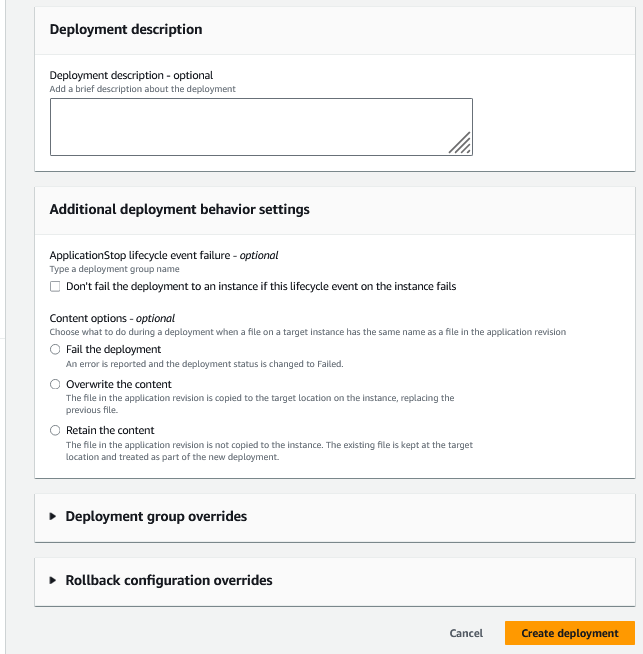 Deployment description
Deployment description - optional
Add a brief description about the deployment
Additional deployment behavior settings
ApplicationStop lifecycle event failure - optional
Type a deployment group name
Don't fail the deployment to an instance if this lifecycle event on the instance fails
Content options - optional
Choose what to do during a deployment when a file on a target instance has the same name as a file in the application revision
Fail the deployment
An error is reported and the deployment status is changed to Failed.
Overwrite the content
The file in the application revision is copied to the target location on the instance, replacing the
previous file.
Retain the content
The file in the application revision is not copied to the instance. The existing file is kept at the target
location and treated as part of the new deployment.
Deployment group overrides
Rollback configuration overrides
Cancel
Create deployment